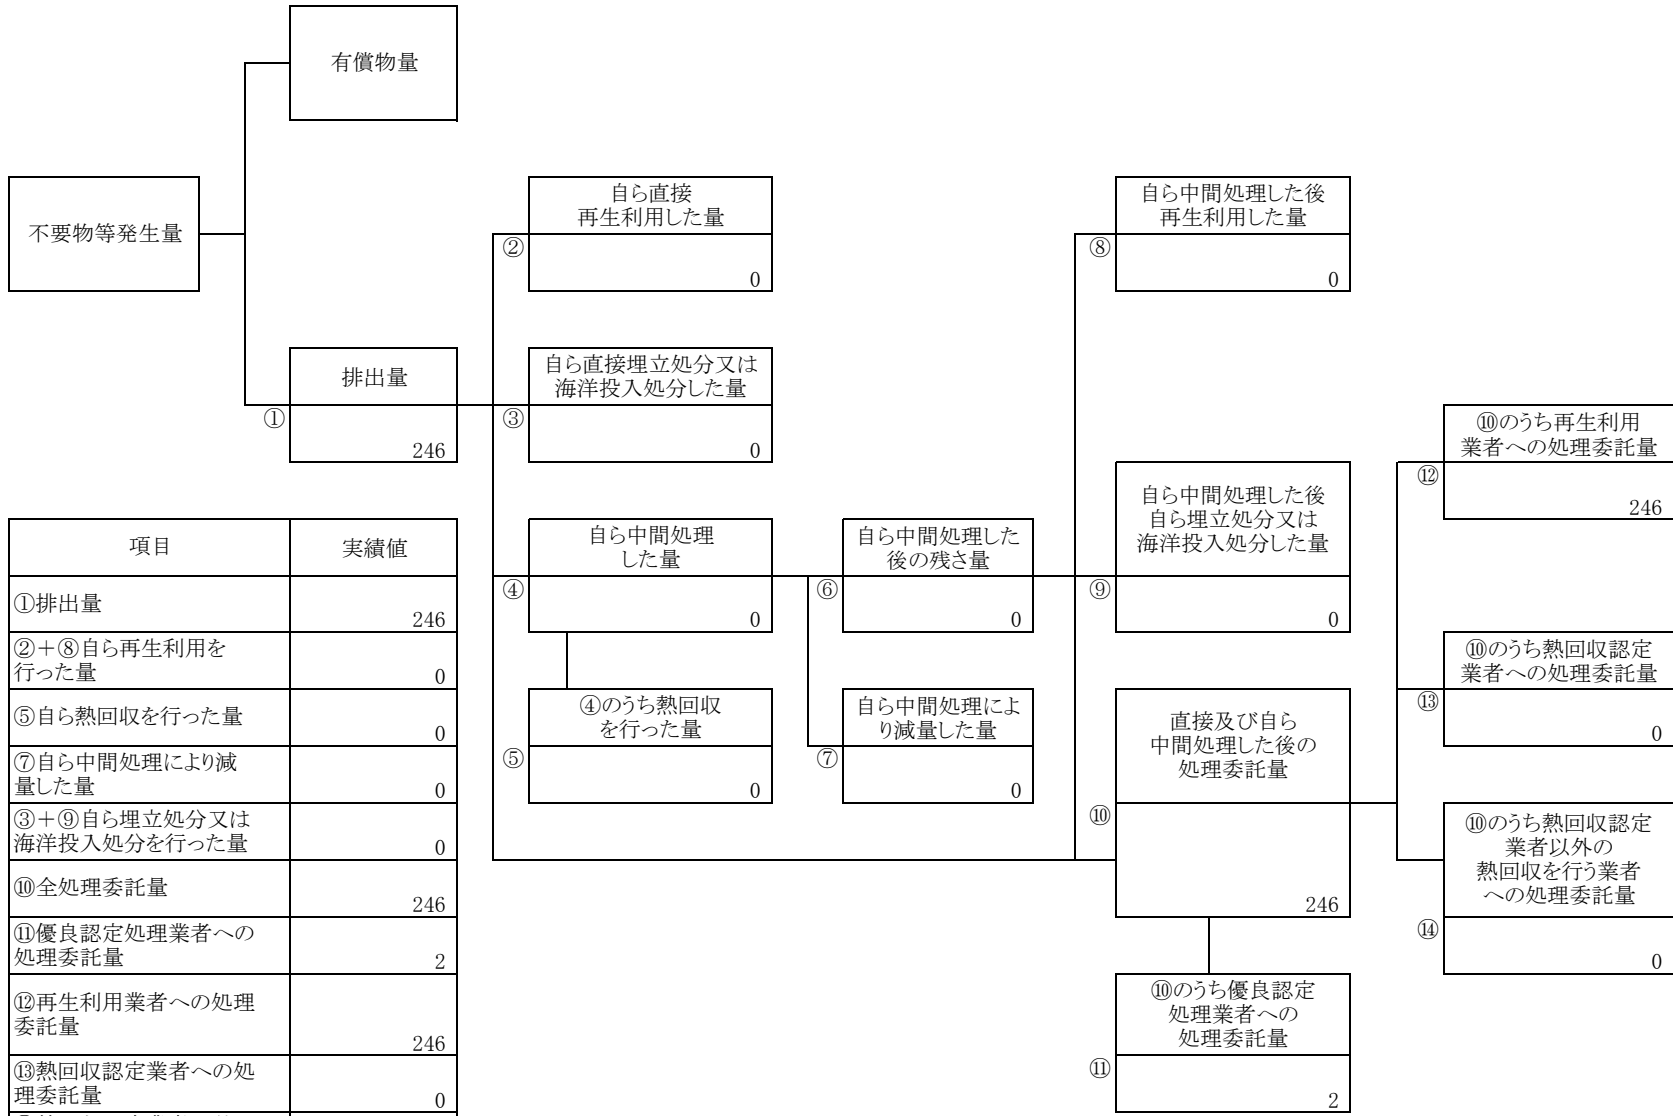 有償物量
不要物等発生量
自ら直接
再生利用した量
②
0
自ら中間処理した後
再生利用した量
⑧
0
排出量
①
246
自ら直接埋立処分又は
海洋投入処分した量
③
0
⑩のうち再生利用
業者への処理委託量
⑫
246
自ら中間処理
した量
④
0
自ら中間処理した
後の残さ量
⑥
0
自ら中間処理した後
自ら埋立処分又は
海洋投入処分した量
⑨
0
⑩のうち熱回収認定
業者への処理委託量
⑬
0
④のうち熱回収
を行った量
⑤
0
自ら中間処理によ
り減量した量
⑦
0
直接及び自ら
中間処理した後の
処理委託量
⑩
246
⑩のうち熱回収認定
業者以外の
熱回収を行う業者
への処理委託量
⑭
0
⑩のうち優良認定
処理業者への
処理委託量
⑪
2
項目
実績値
①排出量
246
②＋⑧自ら再生利用を
行った量
0
⑤自ら熱回収を行った量
0
⑦自ら中間処理により減
量した量
0
③＋⑨自ら埋立処分又は
海洋投入処分を行った量
0
⑩全処理委託量
246
⑪優良認定処理業者への
処理委託量
2
⑫再生利用業者への処理
委託量
246
⑬熱回収認定業者への処
理委託量
0